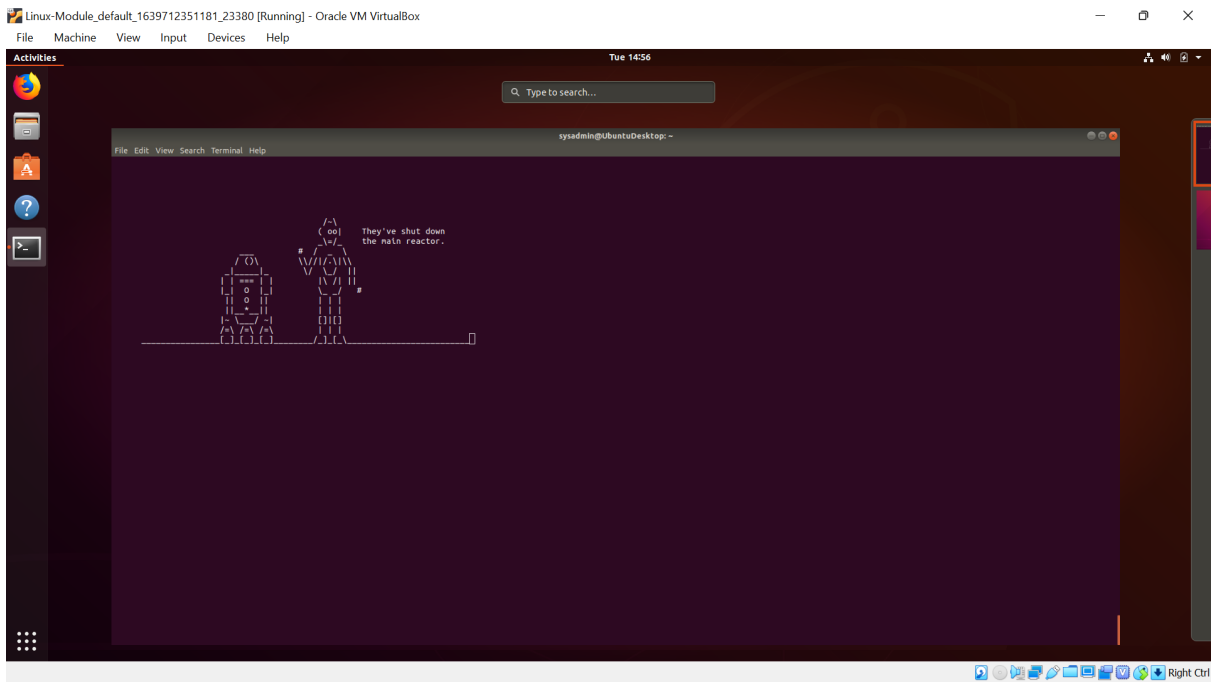 Linux-Module_default_1639712351181_23380 [Running] - Oracle VM VirtualBox
File Machine View Input Devices Help
Activities
Tue 14:56
Type to search...
sysadmin@UbuntuDesktop: ~
File Edit View Search Terminal Help
They've shut down
the main reactor.
Right Ctrl